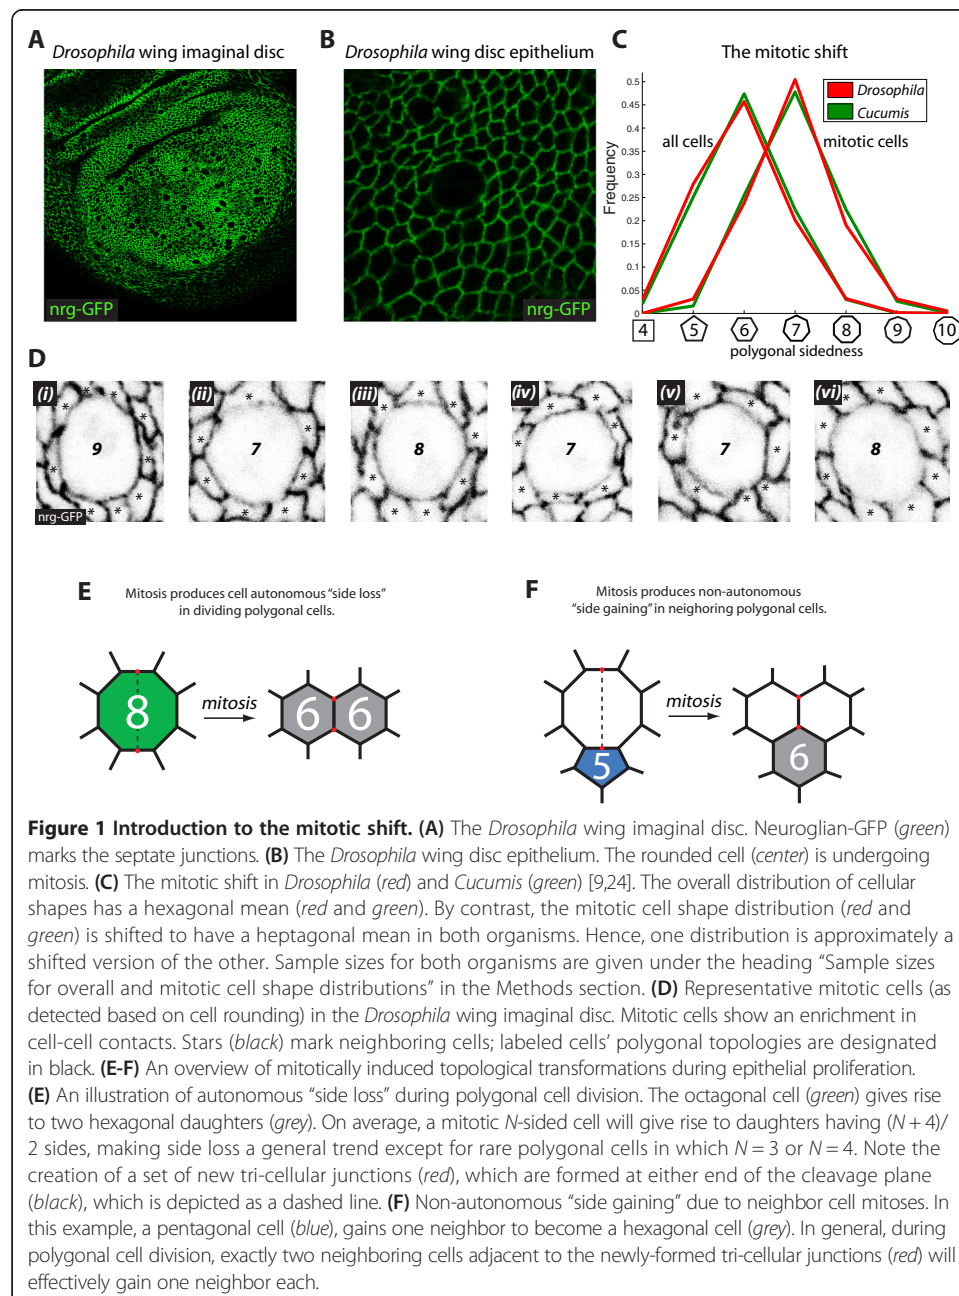 A
Drosophila wing imaginal disc
nrg-GFP
B
Drosophila wing disc epithelium
nrg-GFP
C
The mitotic shift
Drosophila
Cucumis
all cells
mitotic cells
Frequency
0.5
0.45
0.4
0.35
0.3
0.25
0.2
0.15
0.1
0.05
0
4 5 6 7 8 9 10
polygonal sidedness
D
(i) (ii) (iii) (iv) (v) (vi)
9 7 8 7 7 8
nrg-GFP
E
Mitosis produces cell autonomous “side loss”
in dividing polygonal cells.
8
mitosis
6 6
F
Mitosis produces non-autonomous
“side gaining” in neighoring polygonal cells.
5
mitosis
6
Figure 1 Introduction to the mitotic shift. (A) The Drosophila wing imaginal disc. Neuroglian-GFP (green)
marks the septate junctions. (B) The Drosophila wing disc epithelium. The rounded cell (center) is undergoing
mitosis. (C) The mitotic shift in Drosophila (red) and Cucumis (green) [9,24]. The overall distribution of cellular
shapes has a hexagonal mean (red and green). By contrast, the mitotic cell shape distribution (red and
green) is shifted to have a heptagonal mean in both organisms. Hence, one distribution is approximately a
shifted version of the other. Sample sizes for both organisms are given under the heading “Sample sizes
for overall and mitotic cell shape distributions” in the Methods section. (D) Representative mitotic cells (as
detected based on cell rounding) in the Drosophila wing imaginal disc. Mitotic cells show an enrichment in
cell-cell contacts. Stars (black) mark neighboring cells; labeled cells’ polygonal topologies are designated
in black. (E-F) An overview of mitotically induced topological transformations during epithelial proliferation.
(E) An illustration of autonomous “side loss” during polygonal cell division. The octagonal cell (green) gives rise
to two hexagonal daughters (grey). On average, a mitotic N-sided cell will give rise to daughters having (N + 4)/
2 sides, making side loss a general trend except for rare polygonal cells in which N = 3 or N = 4. Note the
creation of a set of new tri-cellular junctions (red), which are formed at either end of the cleavage plane
(black), which is depicted as a dashed line. (F) Non-autonomous “side gaining” due to neighbor cell mitoses. In
this example, a pentagonal cell (blue), gains one neighbor to become a hexagonal cell (grey). In general, during
polygonal cell division, exactly two neighboring cells adjacent to the newly-formed tri-cellular junctions (red) will
effectively gain one neighbor each.